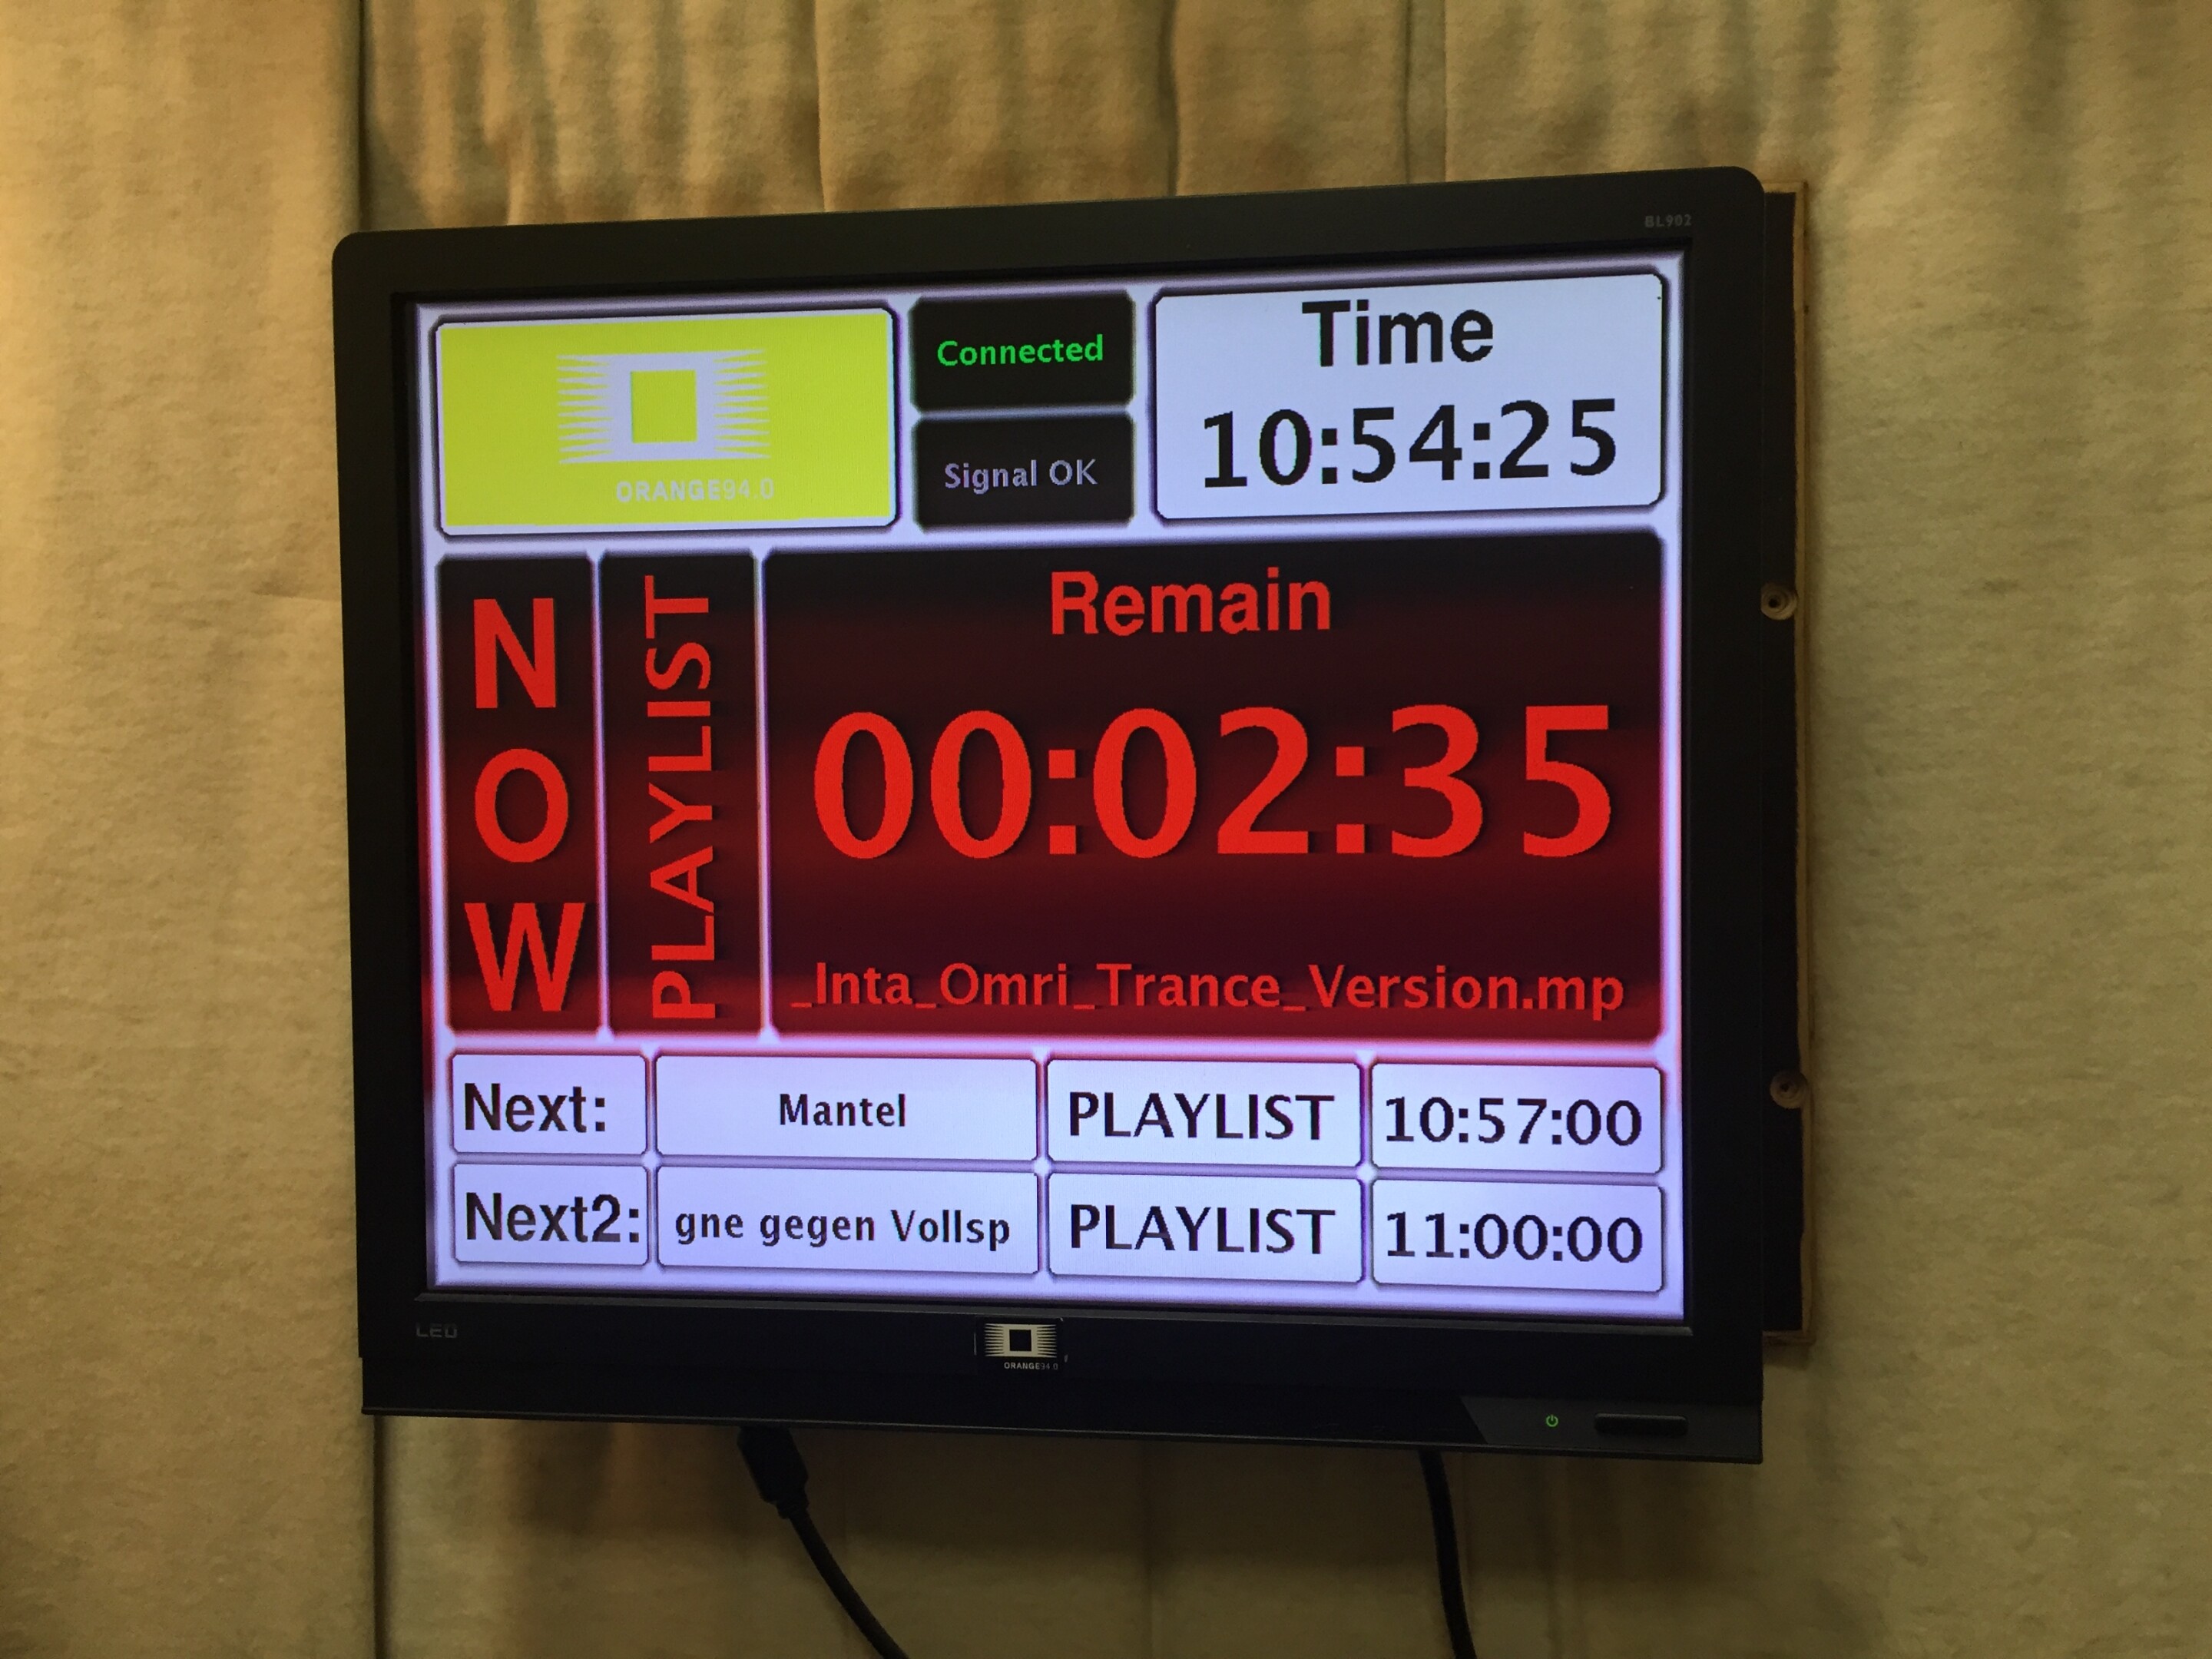 BL902
ORANGE94.0
Connected
Signal OK
Time
10:54:25
NOW
PLAYLIST
Remain
00:02:35
_Inta_Omri_Trance_Version.mp
Next:
Mantel
PLAYLIST
10:57:00
Next2:
gne gegen Vollsp
PLAYLIST
11:00:00
LED
ORANGE94.0